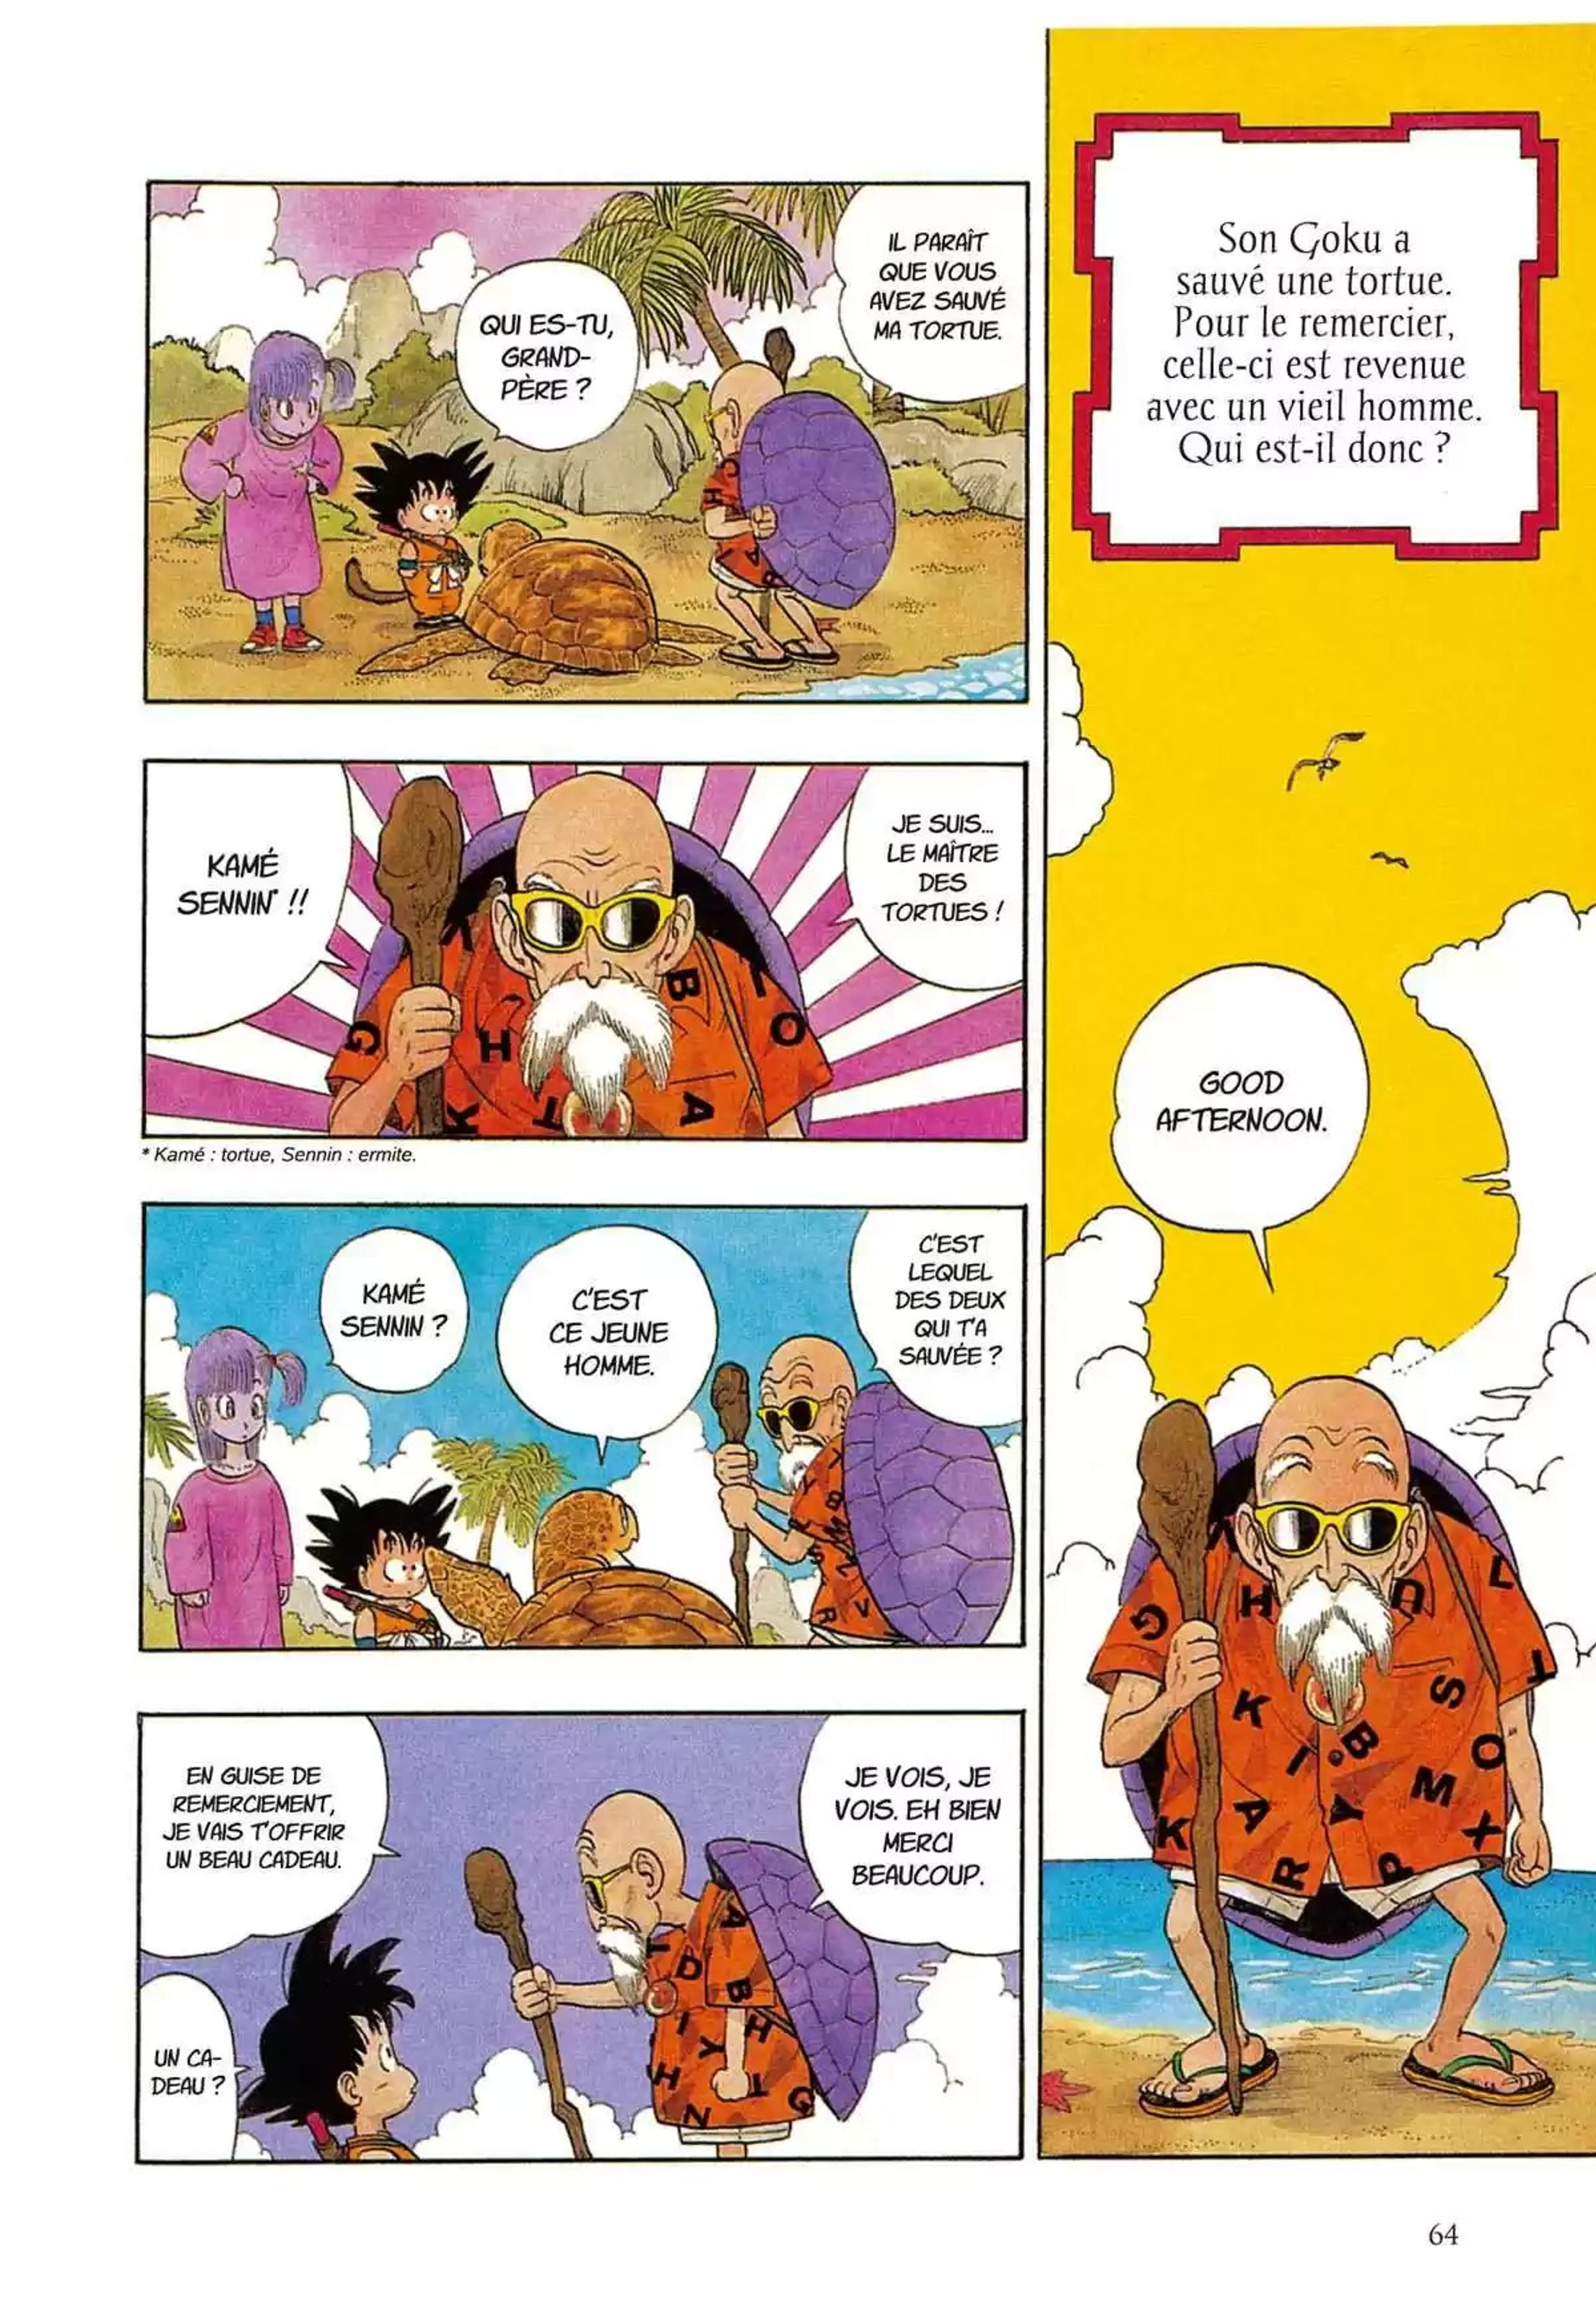 Son Goku a
sauvé une tortue.
Pour le remercier,
celle-ci est revenue
avec un vieil homme.
Qui est-il donc ?
GOOD
AFTERNOON.
IL PARAÎT
QUE VOUS
AVEZ SAUVÉ
MA TORTUE.
QUI ES-TU,
GRAND-
PÈRE ?
JE SUIS...
LE MAÎTRE
DES
TORTUES !
KAMÉ
SENNIN* !!
* Kamé : tortue, Sennin : ermite.
C'EST
LEQUEL
DES DEUX
QUI T'A
SAUVÉE ?
C'EST
CE JEUNE
HOMME.
KAMÉ
SENNIN ?
JE VOIS, JE
VOIS. EH BIEN
MERCI
BEAUCOUP.
EN GUISE DE
REMERCIEMENT,
JE VAIS T'OFFRIR
UN BEAU CADEAU.
UN CA-
DEAU ?
64